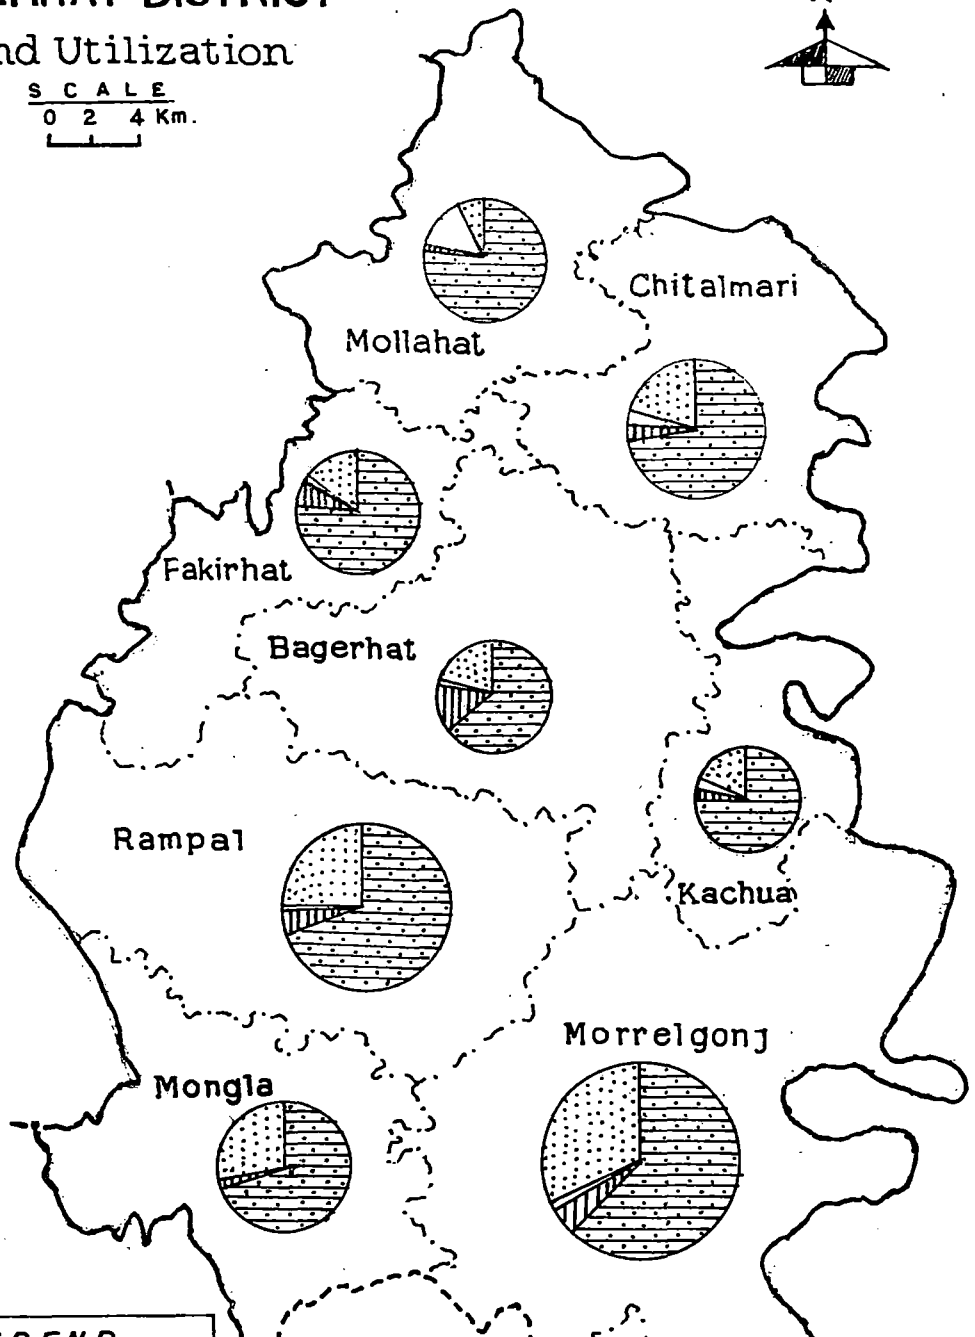 nd Utilization
SCALE
0 2 4 Km.
Chitalmari
Mollahat
Fakirhat
Bagerhat
Rampal
Kachua
Morrelgonj
Mongla